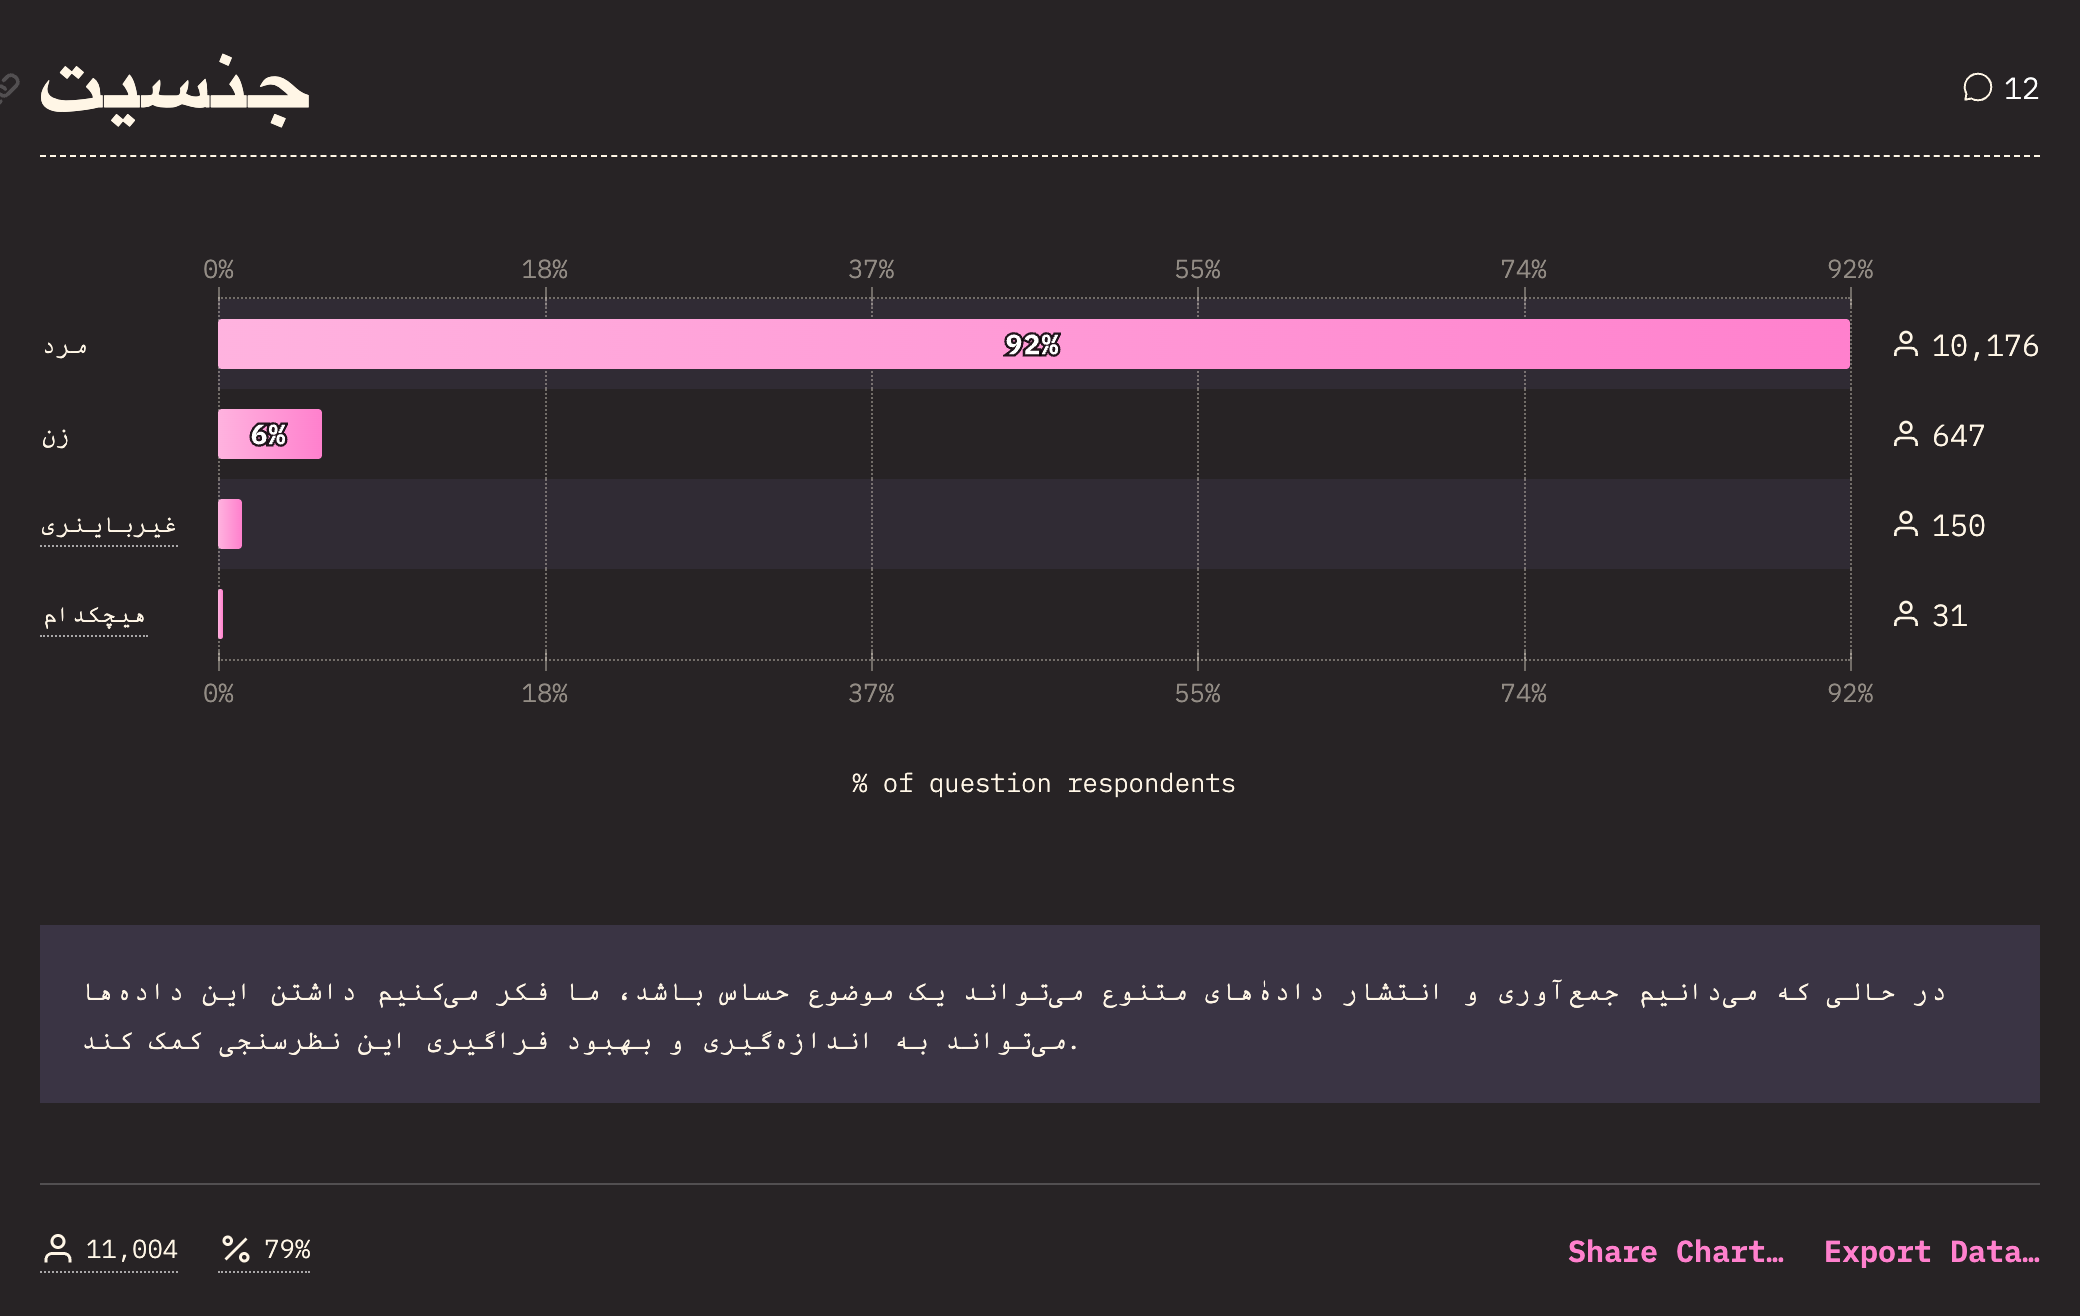 جنسیت
12
0% 18% 37% 55% 74% 92%
مرد 92% 10,176
زن 6% 647
غیرباینری 150
هیچکدام 31
0% 18% 37% 55% 74% 92%
% of question respondents
در حالی که می‌دانیم جمع‌آوری و انتشار دادهٔ‌های متنوع می‌تواند یک موضوع حساس باشد، ما فکر می‌کنیم داشتن این داده‌ها
می‌تواند به اندازه‌گیری و بهبود فراگیری این نظرسنجی کمک کند.
11,004 79% Share Chart… Export Data…